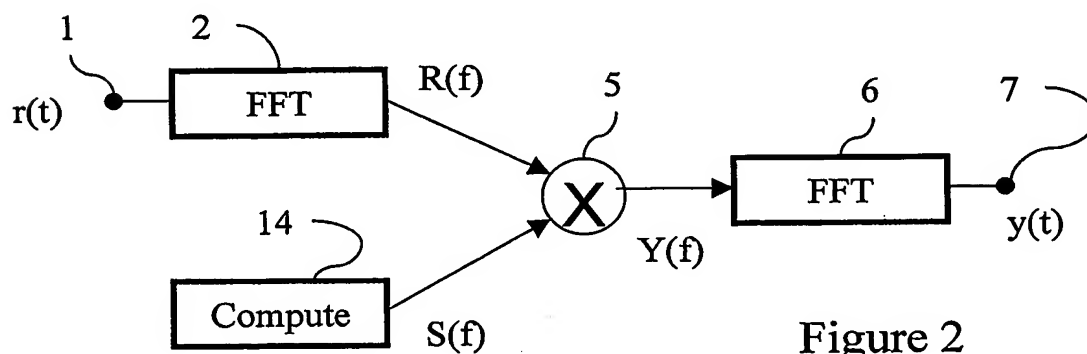 1
2
r(t)
FFT
R(f)
5
6
7
X
FFT
Y(f)
y(t)
14
Compute
S(f)
Figure 2